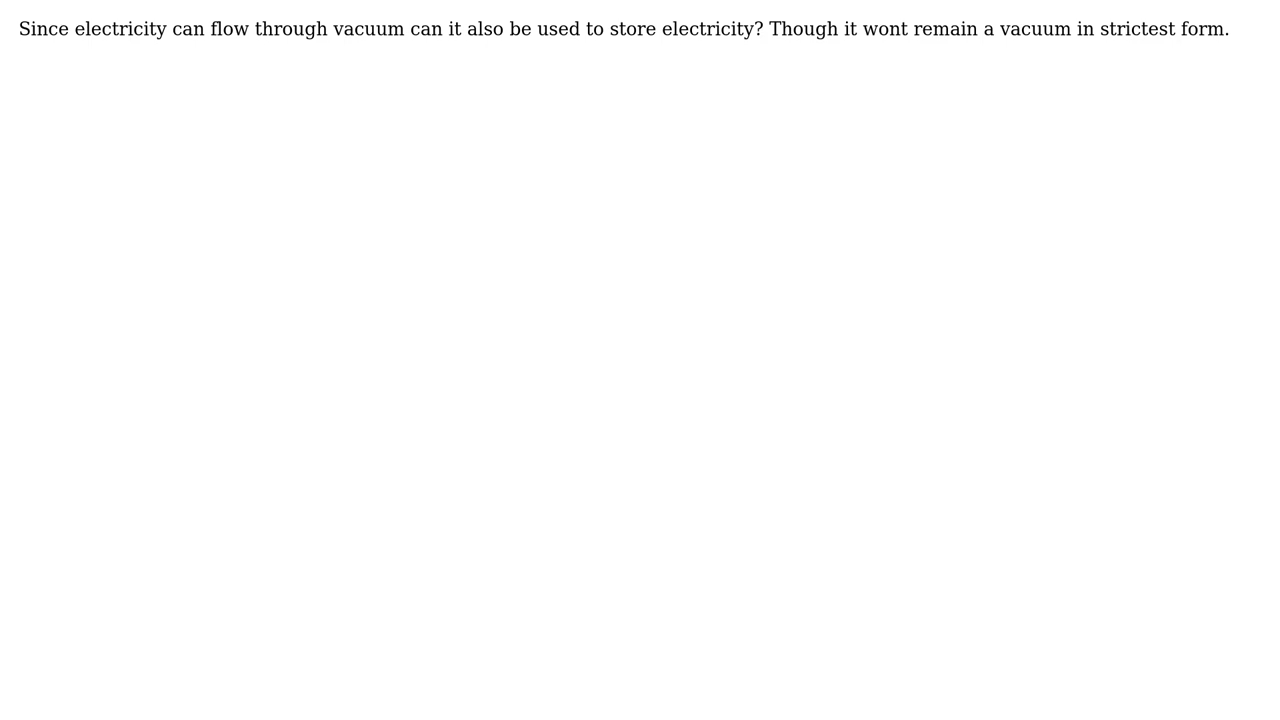 Since electricity can flow through vacuum can it also be used to store electricity? Though it wont remain a vacuum in strictest form.